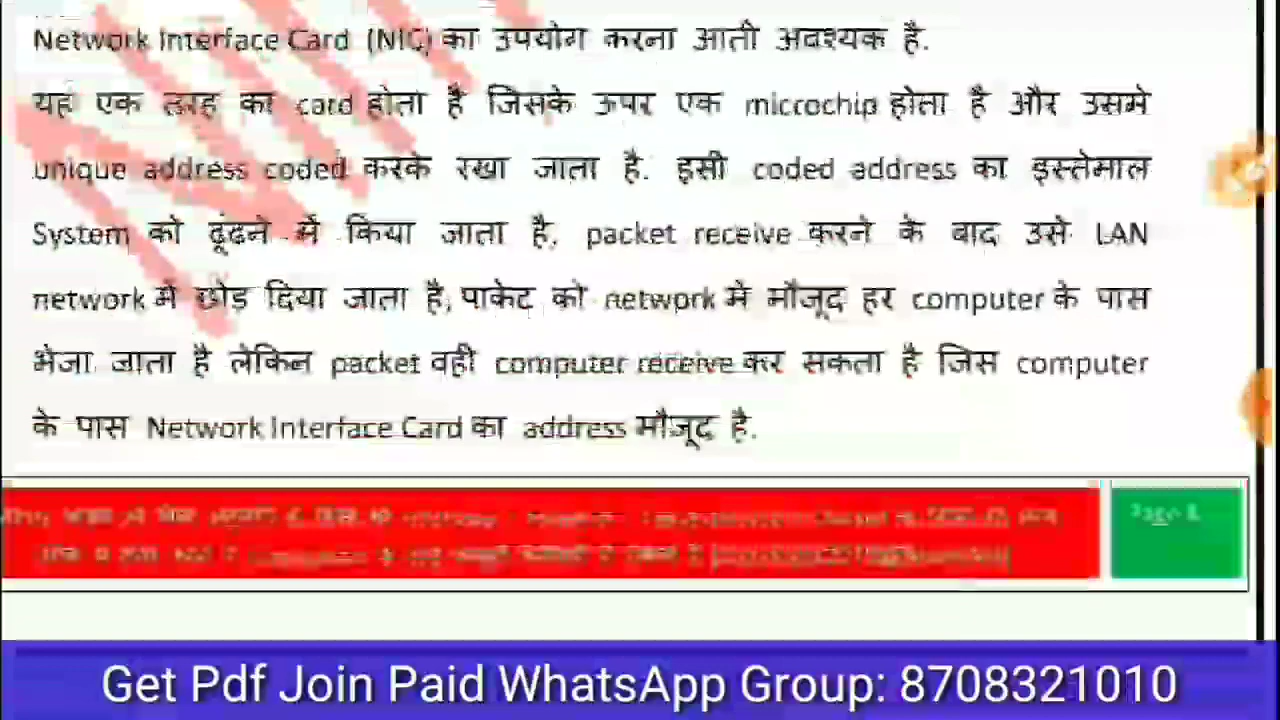 Network Interface Card (NIC) का उपयोग करना आती अवश्यक है.
यह एक तरह का card होता है जिसके ऊपर एक microchip होता है और उसमे
unique address coded करके रखा जाता है. इसी coded address का इस्तेमाल
System को ढूंढने में किया जाता है, packet receive करने के बाद उसे LAN
network में छोड़ दिया जाता है, पाकेट को network में मौजूद हर computer के पास
भेजा जाता है लेकिन packet वही computer receive कर सकता है जिस computer
के पास Network Interface Card का address मौजूद है.
Get Pdf Join Paid WhatsApp Group: 8708321010